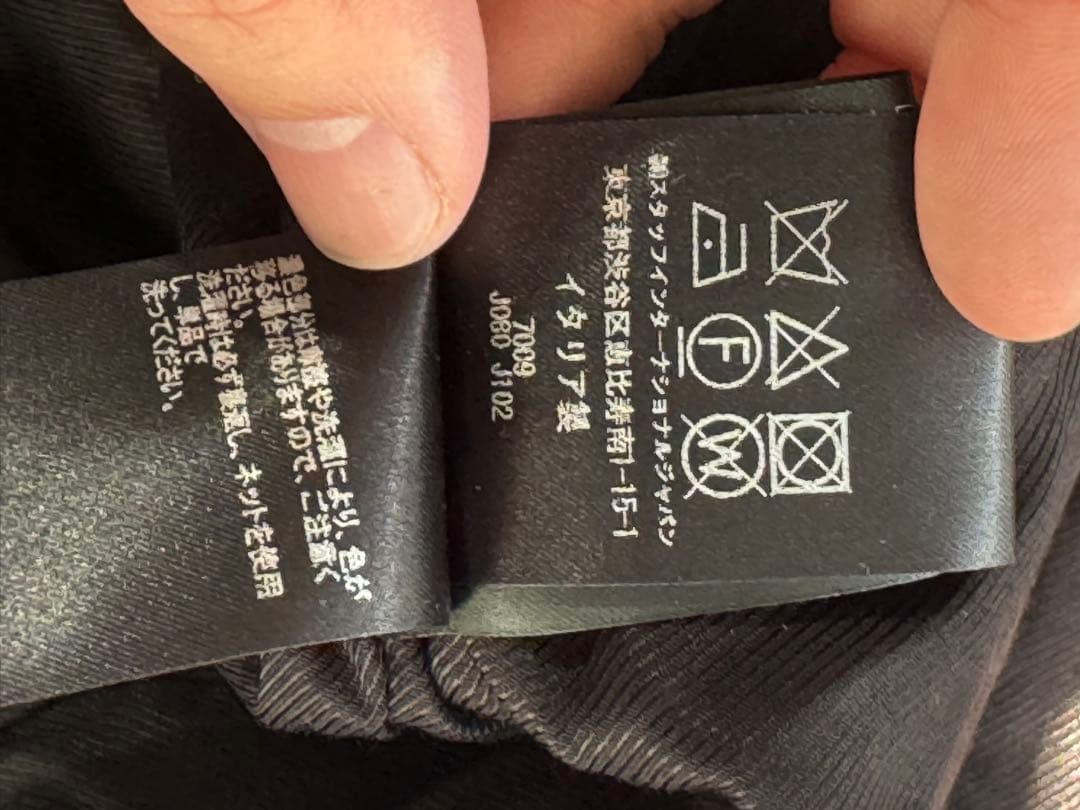 ㈱スタッフインターナショナルジャパン
東京都渋谷区恵比寿南1-15-1
イタリア製
7009
J080 J102
F
W
濃色部分は摩擦や洗濯により、色が
移る場合がありますので、ご注意く
ださい。
洗濯時は必ず裏返し、ネットを使用
し、単品で
洗ってください。